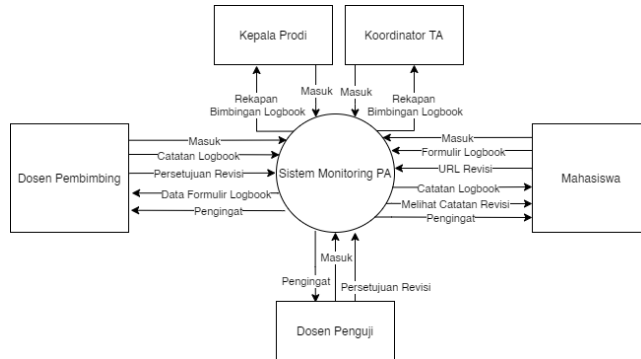 Kepala Prodi
Koordinator TA
Masuk
Masuk
Rekapan
Bimbingan Logbook
Rekapan
Bimbingan Logbook
Dosen Pembimbing
Masuk
Catatan Logbook
Persetujuan Revisi
Data Formulir Logbook
Pengingat
Sistem Monitoring PA
Masuk
Formulir Logbook
URL Revisi
Catatan Logbook
Melihat Catatan Revisi
Pengingat
Mahasiswa
Masuk
Pengingat
Persetujuan Revisi
Dosen Penguji